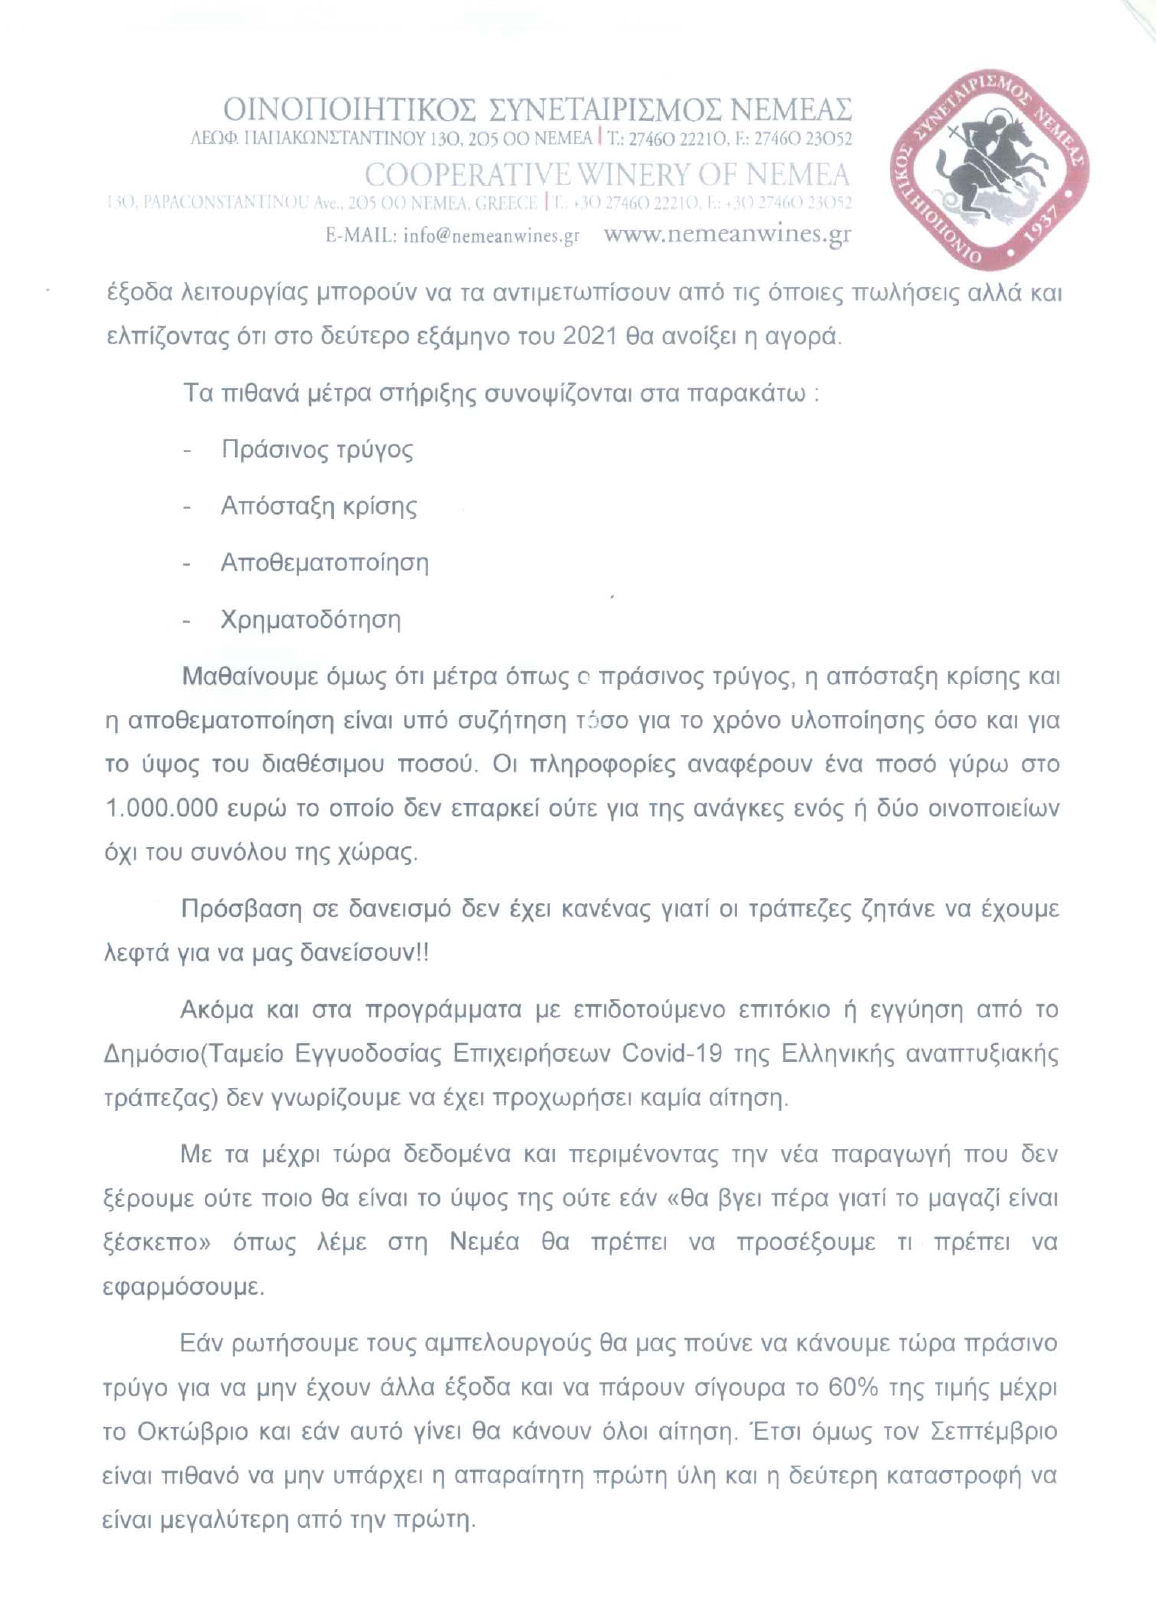 ΟΙΝΟΠΟΙΗΤΙΚΟΣ ΣΥΝΕΤΑΙΡΙΣΜΟΣ ΝΕΜΕΑΣ
ΛΕΩΦ. ΠΑΠΑΚΩΝΣΤΑΝΤΙΝΟΥ 130, 205 00 ΝΕΜΕΑ | Τ.: 27460 22210, F.: 27460 23052
COOPERATIVE WINERY OF NEMEA
130, PAPACONSTANTINOU Ave., 205 00 NEMEA, GREECE | T.: +30 27460 22210, F.: +30 27460 23052
E-MAIL: info@nemeanwines.gr www.nemeanwines.gr
ΟΙΝΟΠΟΙΗΤΙΚΟΣ ΣΥΝΕΤΑΙΡΙΣΜΟΣ ΝΕΜΕΑΣ • 1937 •
έξοδα λειτουργίας μπορούν να τα αντιμετωπίσουν από τις όποιες πωλήσεις αλλά και
ελπίζοντας ότι στο δεύτερο εξάμηνο του 2021 θα ανοίξει η αγορά.
Τα πιθανά μέτρα στήριξης συνοψίζονται στα παρακάτω :
- Πράσινος τρύγος
- Απόσταξη κρίσης
- Αποθεματοποίηση
- Χρηματοδότηση
Μαθαίνουμε όμως ότι μέτρα όπως ο πράσινος τρύγος, η απόσταξη κρίσης και
η αποθεματοποίηση είναι υπό συζήτηση τόσο για το χρόνο υλοποίησης όσο και για
το ύψος του διαθέσιμου ποσού. Οι πληροφορίες αναφέρουν ένα ποσό γύρω στο
1.000.000 ευρώ το οποίο δεν επαρκεί ούτε για της ανάγκες ενός ή δύο οινοποιείων
όχι του συνόλου της χώρας.
Πρόσβαση σε δανεισμό δεν έχει κανένας γιατί οι τράπεζες ζητάνε να έχουμε
λεφτά για να μας δανείσουν!!
Ακόμα και στα προγράμματα με επιδοτούμενο επιτόκιο ή εγγύηση από το
Δημόσιο(Ταμείο Εγγυοδοσίας Επιχειρήσεων Covid-19 της Ελληνικής αναπτυξιακής
τράπεζας) δεν γνωρίζουμε να έχει προχωρήσει καμία αίτηση.
Με τα μέχρι τώρα δεδομένα και περιμένοντας την νέα παραγωγή που δεν
ξέρουμε ούτε ποιο θα είναι το ύψος της ούτε εάν «θα βγει πέρα γιατί το μαγαζί είναι
ξέσκεπο» όπως λέμε στη Νεμέα θα πρέπει να προσέξουμε τι πρέπει να
εφαρμόσουμε.
Εάν ρωτήσουμε τους αμπελουργούς θα μας πούνε να κάνουμε τώρα πράσινο
τρύγο για να μην έχουν άλλα έξοδα και να πάρουν σίγουρα το 60% της τιμής μέχρι
το Οκτώβριο και εάν αυτό γίνει θα κάνουν όλοι αίτηση. Έτσι όμως τον Σεπτέμβριο
είναι πιθανό να μην υπάρχει η απαραίτητη πρώτη ύλη και η δεύτερη καταστροφή να
είναι μεγαλύτερη από την πρώτη.